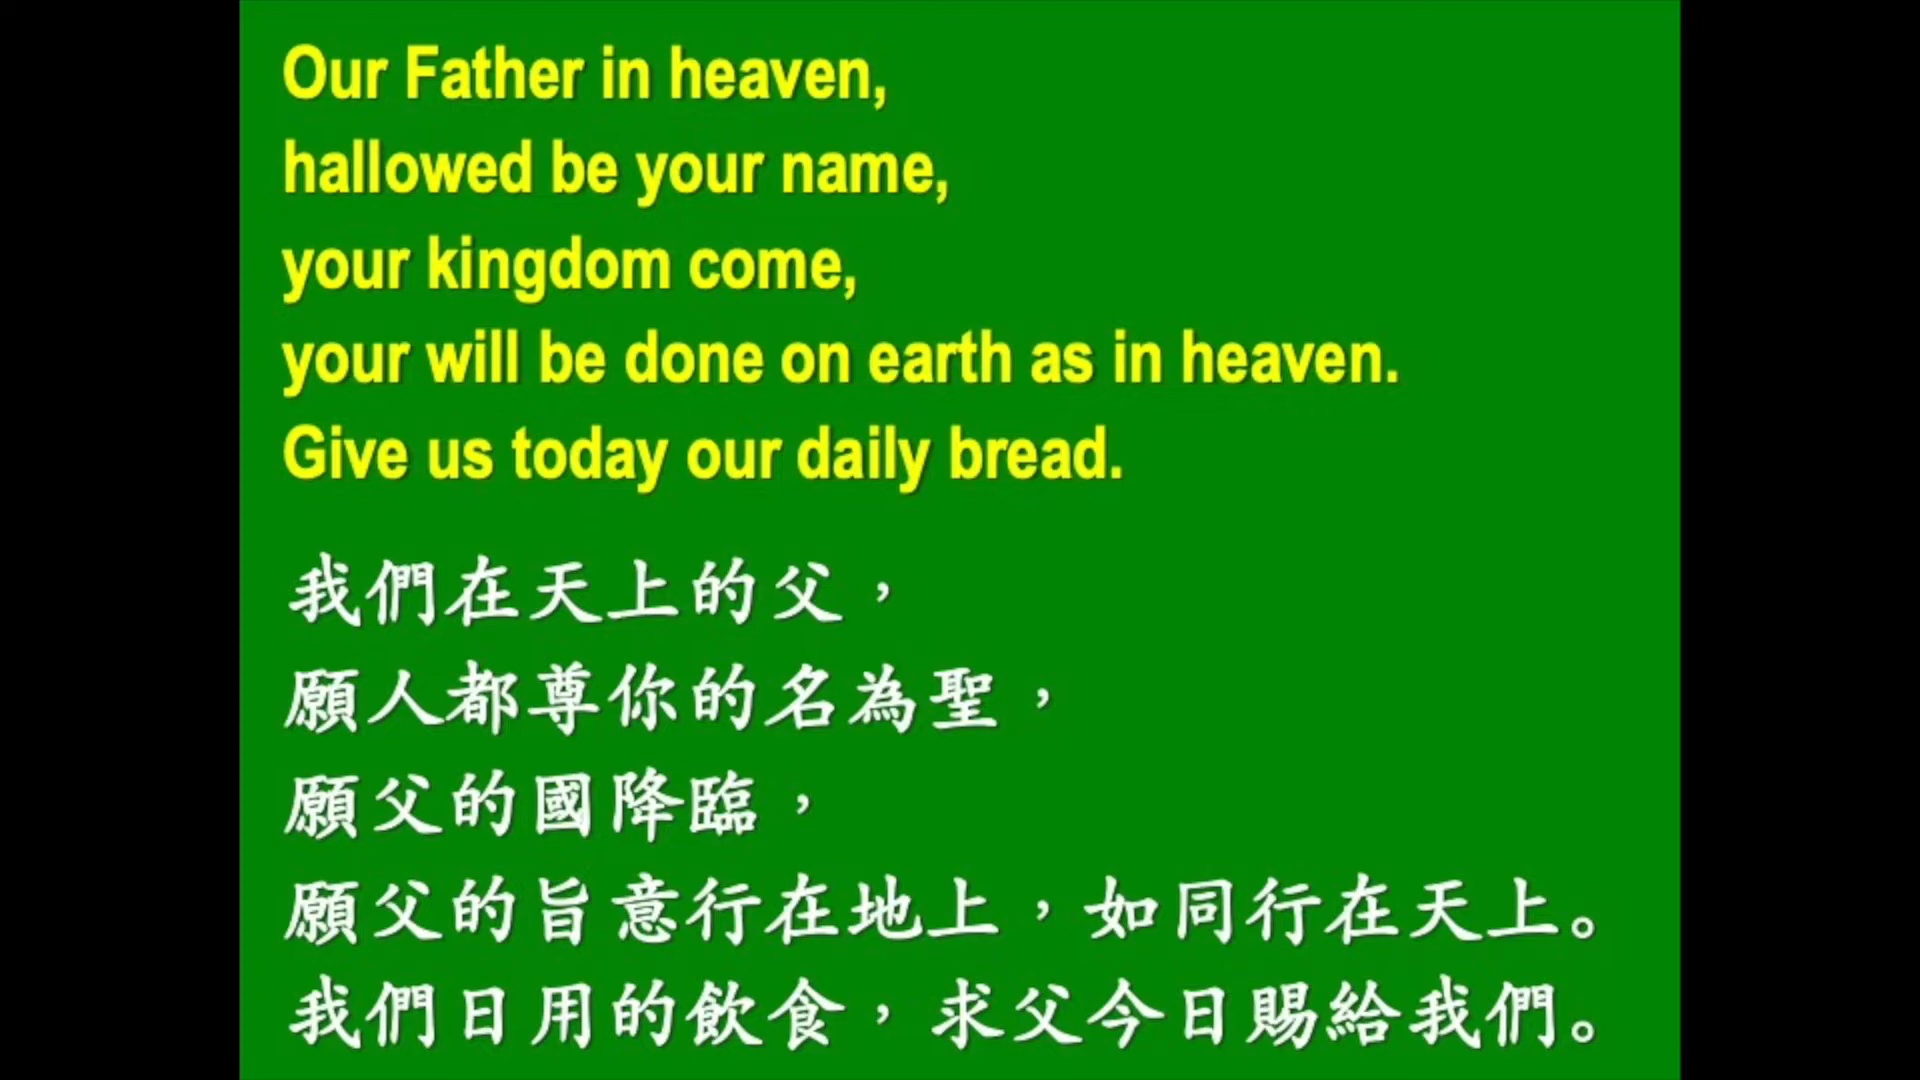 Our Father in heaven,
hallowed be your name,
your kingdom come,
your will be done on earth as in heaven.
Give us today our daily bread.
我們在天上的父，
願人都尊你的名為聖，
願父的國降臨，
願父的旨意行在地上，如同行在天上。
我們日用的飲食，求父今日賜給我們。